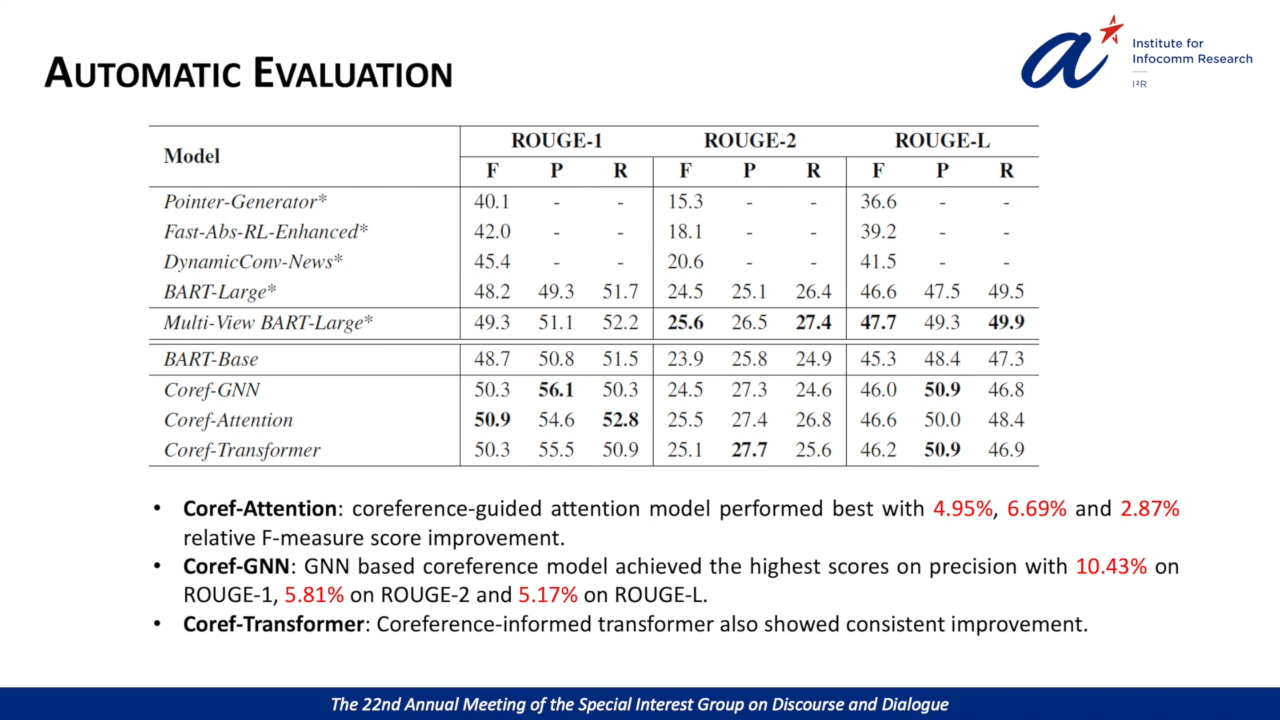 AUTOMATIC EVALUATION
Institute for
Infocomm Research
I²R
Model ROUGE-1 ROUGE-2 ROUGE-L
F P R F P R F P R
Pointer-Generator* 40.1 - - 15.3 - - 36.6 - -
Fast-Abs-RL-Enhanced* 42.0 - - 18.1 - - 39.2 - -
DynamicConv-News* 45.4 - - 20.6 - - 41.5 - -
BART-Large* 48.2 49.3 51.7 24.5 25.1 26.4 46.6 47.5 49.5
Multi-View BART-Large* 49.3 51.1 52.2 25.6 26.5 27.4 47.7 49.3 49.9
BART-Base 48.7 50.8 51.5 23.9 25.8 24.9 45.3 48.4 47.3
Coref-GNN 50.3 56.1 50.3 24.5 27.3 24.6 46.0 50.9 46.8
Coref-Attention 50.9 54.6 52.8 25.5 27.4 26.8 46.6 50.0 48.4
Coref-Transformer 50.3 55.5 50.9 25.1 27.7 25.6 46.2 50.9 46.9
• Coref-Attention: coreference-guided attention model performed best with 4.95%, 6.69% and 2.87%
relative F-measure score improvement.
• Coref-GNN: GNN based coreference model achieved the highest scores on precision with 10.43% on
ROUGE-1, 5.81% on ROUGE-2 and 5.17% on ROUGE-L.
• Coref-Transformer: Coreference-informed transformer also showed consistent improvement.
The 22nd Annual Meeting of the Special Interest Group on Discourse and Dialogue